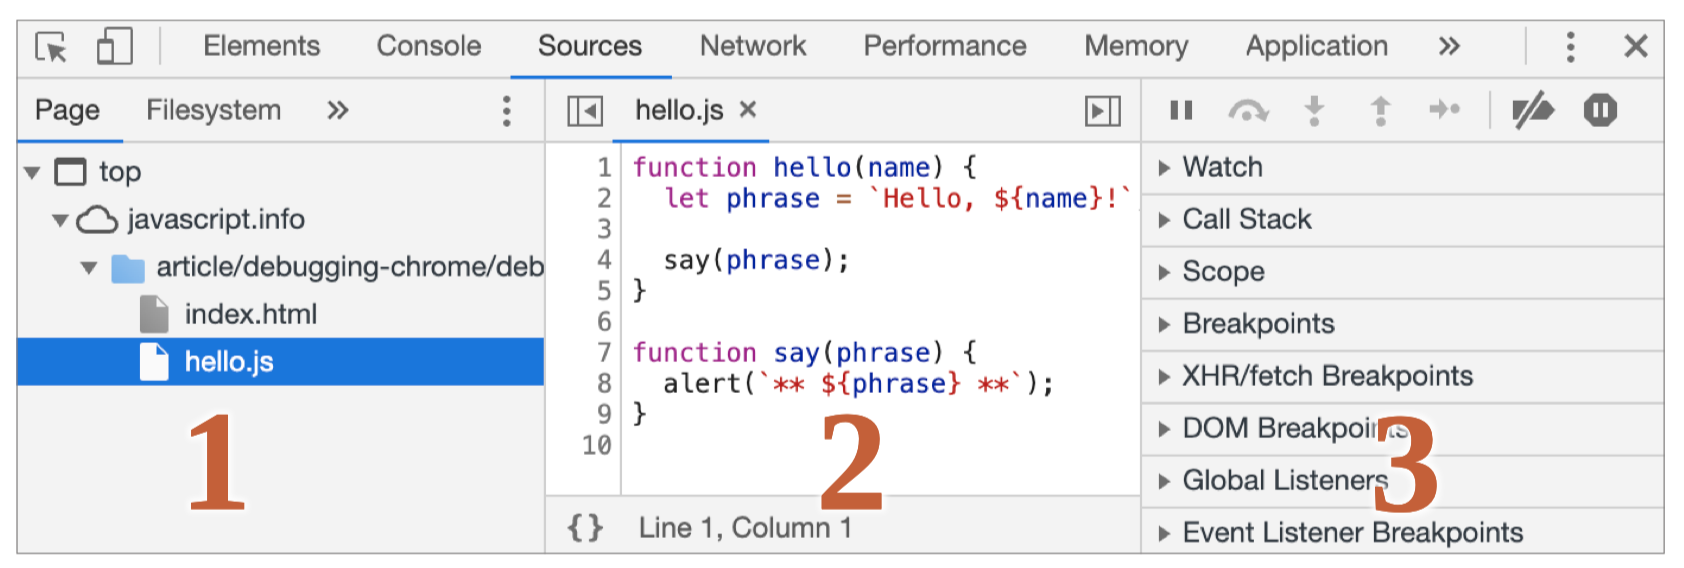 Elements Console Sources Network Performance Memory Application »
Page Filesystem »
top
javascript.info
article/debugging-chrome/deb
index.html
hello.js
1
hello.js ×
1 function hello(name) {
2   let phrase = `Hello, ${name}!`
3
4   say(phrase);
5 }
6
7 function say(phrase) {
8   alert(`** ${phrase} **`);
9 }
10
2
{} Line 1, Column 1
Watch
Call Stack
Scope
Breakpoints
XHR/fetch Breakpoints
DOM Breakpoints
Global Listeners
Event Listener Breakpoints
3